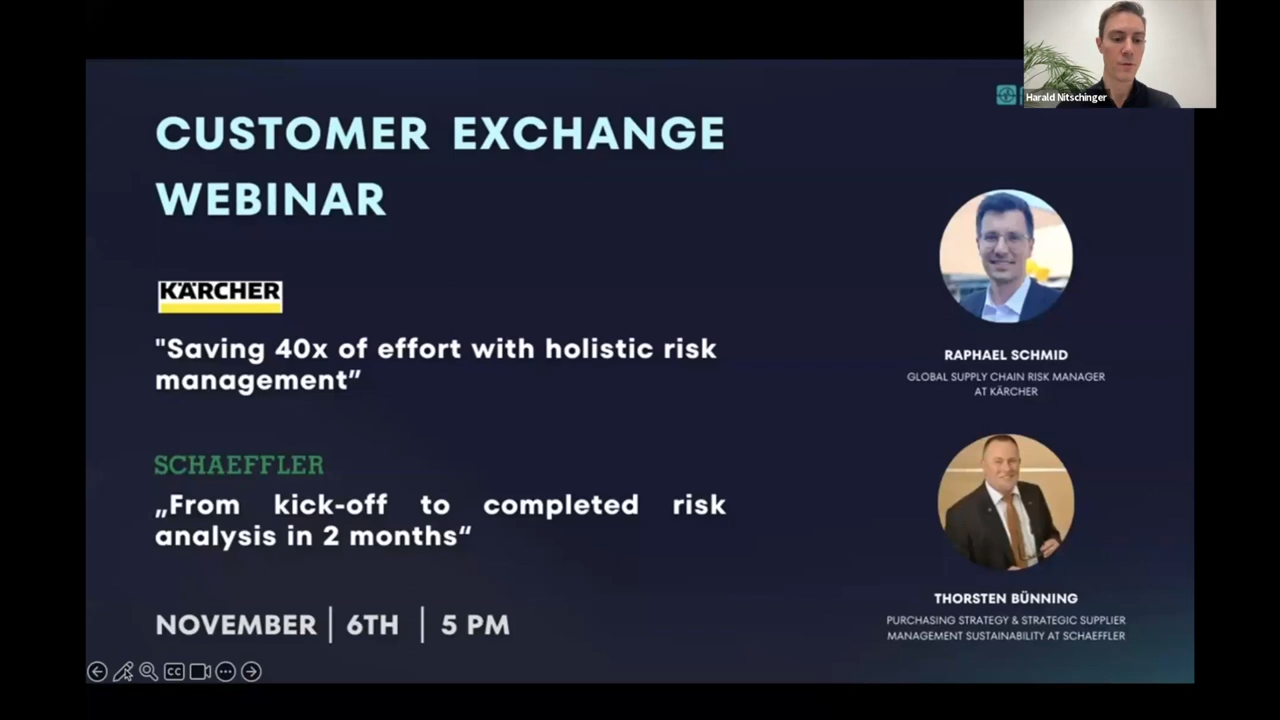 Harald Nitschinger
CUSTOMER EXCHANGE
WEBINAR
KÄRCHER
"Saving 40x of effort with holistic risk
management”
SCHAEFFLER
„From kick-off to completed risk
analysis in 2 months“
NOVEMBER | 6TH | 5 PM
RAPHAEL SCHMID
GLOBAL SUPPLY CHAIN RISK MANAGER
AT KÄRCHER
THORSTEN BÜNNING
PURCHASING STRATEGY & STRATEGIC SUPPLIER
MANAGEMENT SUSTAINABILITY AT SCHAEFFLER
CC